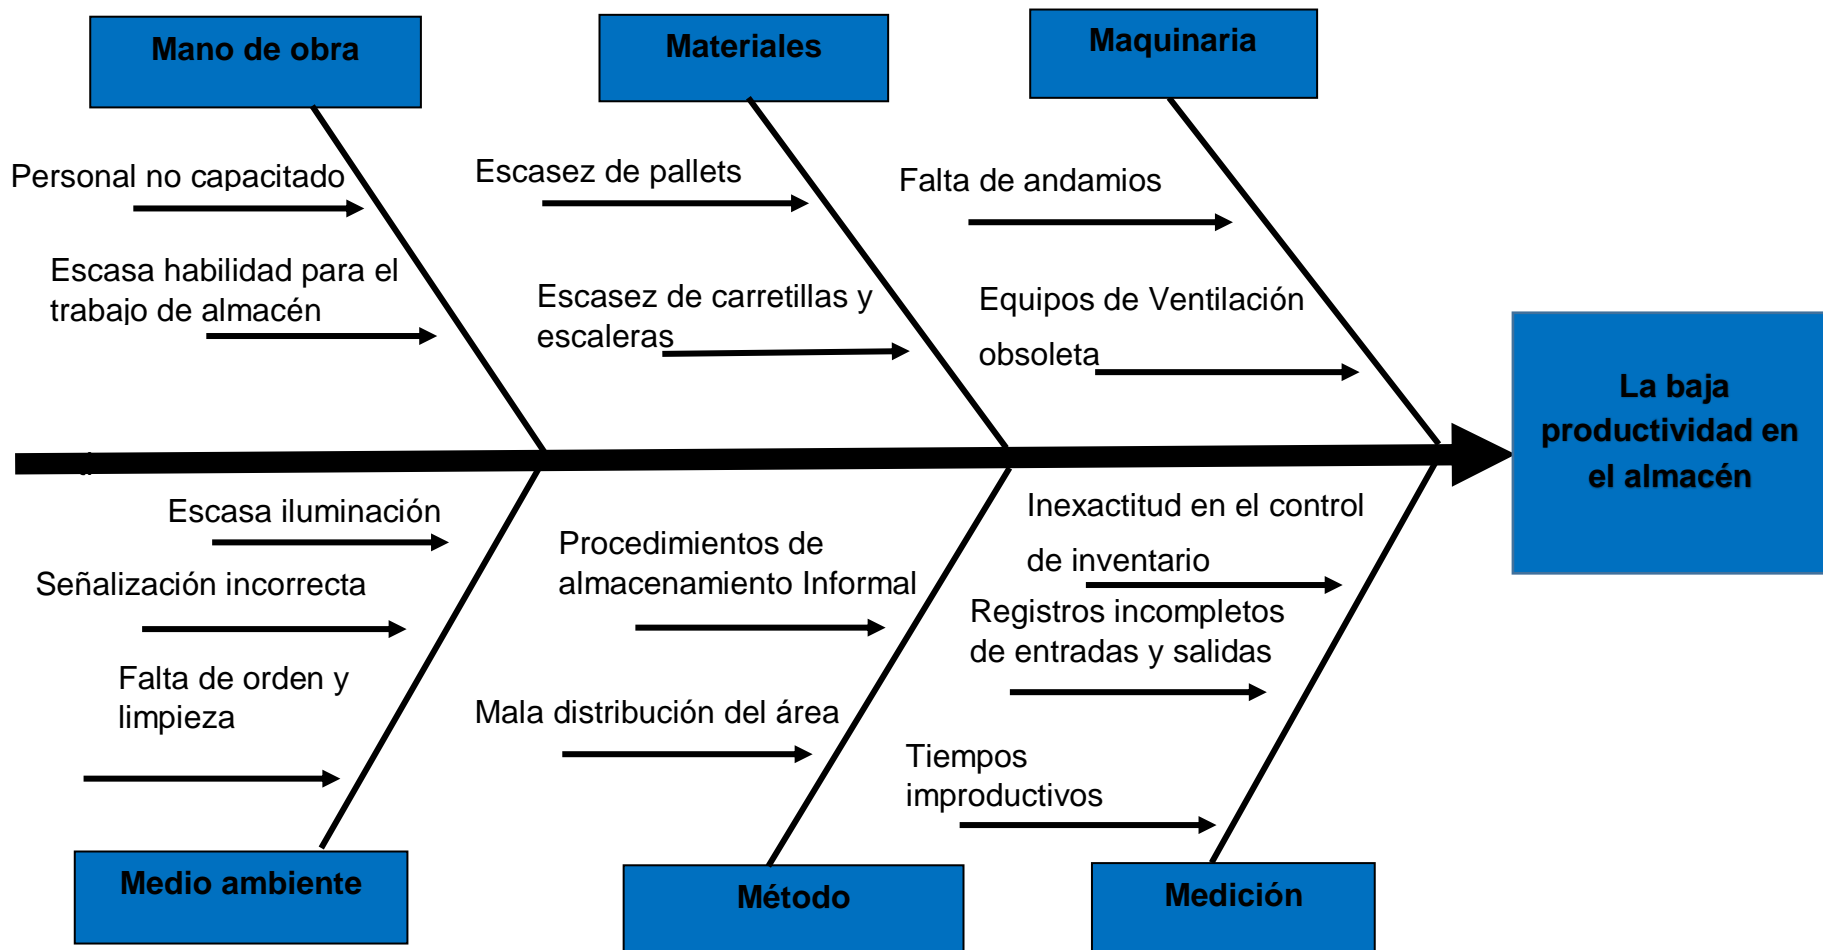 Mano de obra
Materiales
Maquinaria
Personal no capacitado
Escasez de pallets
Falta de andamios
Escasa habilidad para el
trabajo de almacén
Escasez de carretillas y
escaleras
Equipos de Ventilación
obsoleta
La baja
productividad en
el almacén
Escasa iluminación
Señalización incorrecta
Falta de orden y
limpieza
Procedimientos de
almacenamiento Informal
Mala distribución del área
Inexactitud en el control
de inventario
Registros incompletos
de entradas y salidas
Tiempos
improductivos
Medio ambiente
Método
Medición